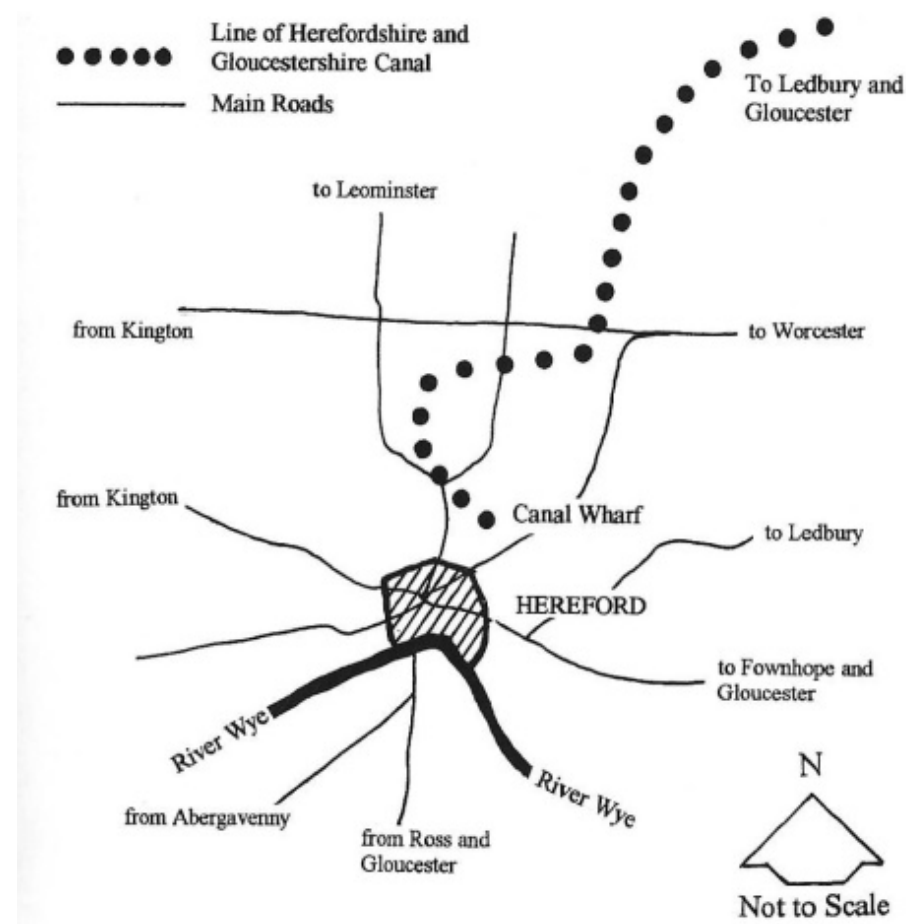 Line of Herefordshire and
Gloucestershire Canal
Main Roads
To Ledbury and
Gloucester
to Leominster
from Kington
to Worcester
from Kington
Canal Wharf
to Ledbury
HEREFORD
to Fownhope and
Gloucester
River Wye
River Wye
from Abergavenny
from Ross and
Gloucester
N
Not to Scale